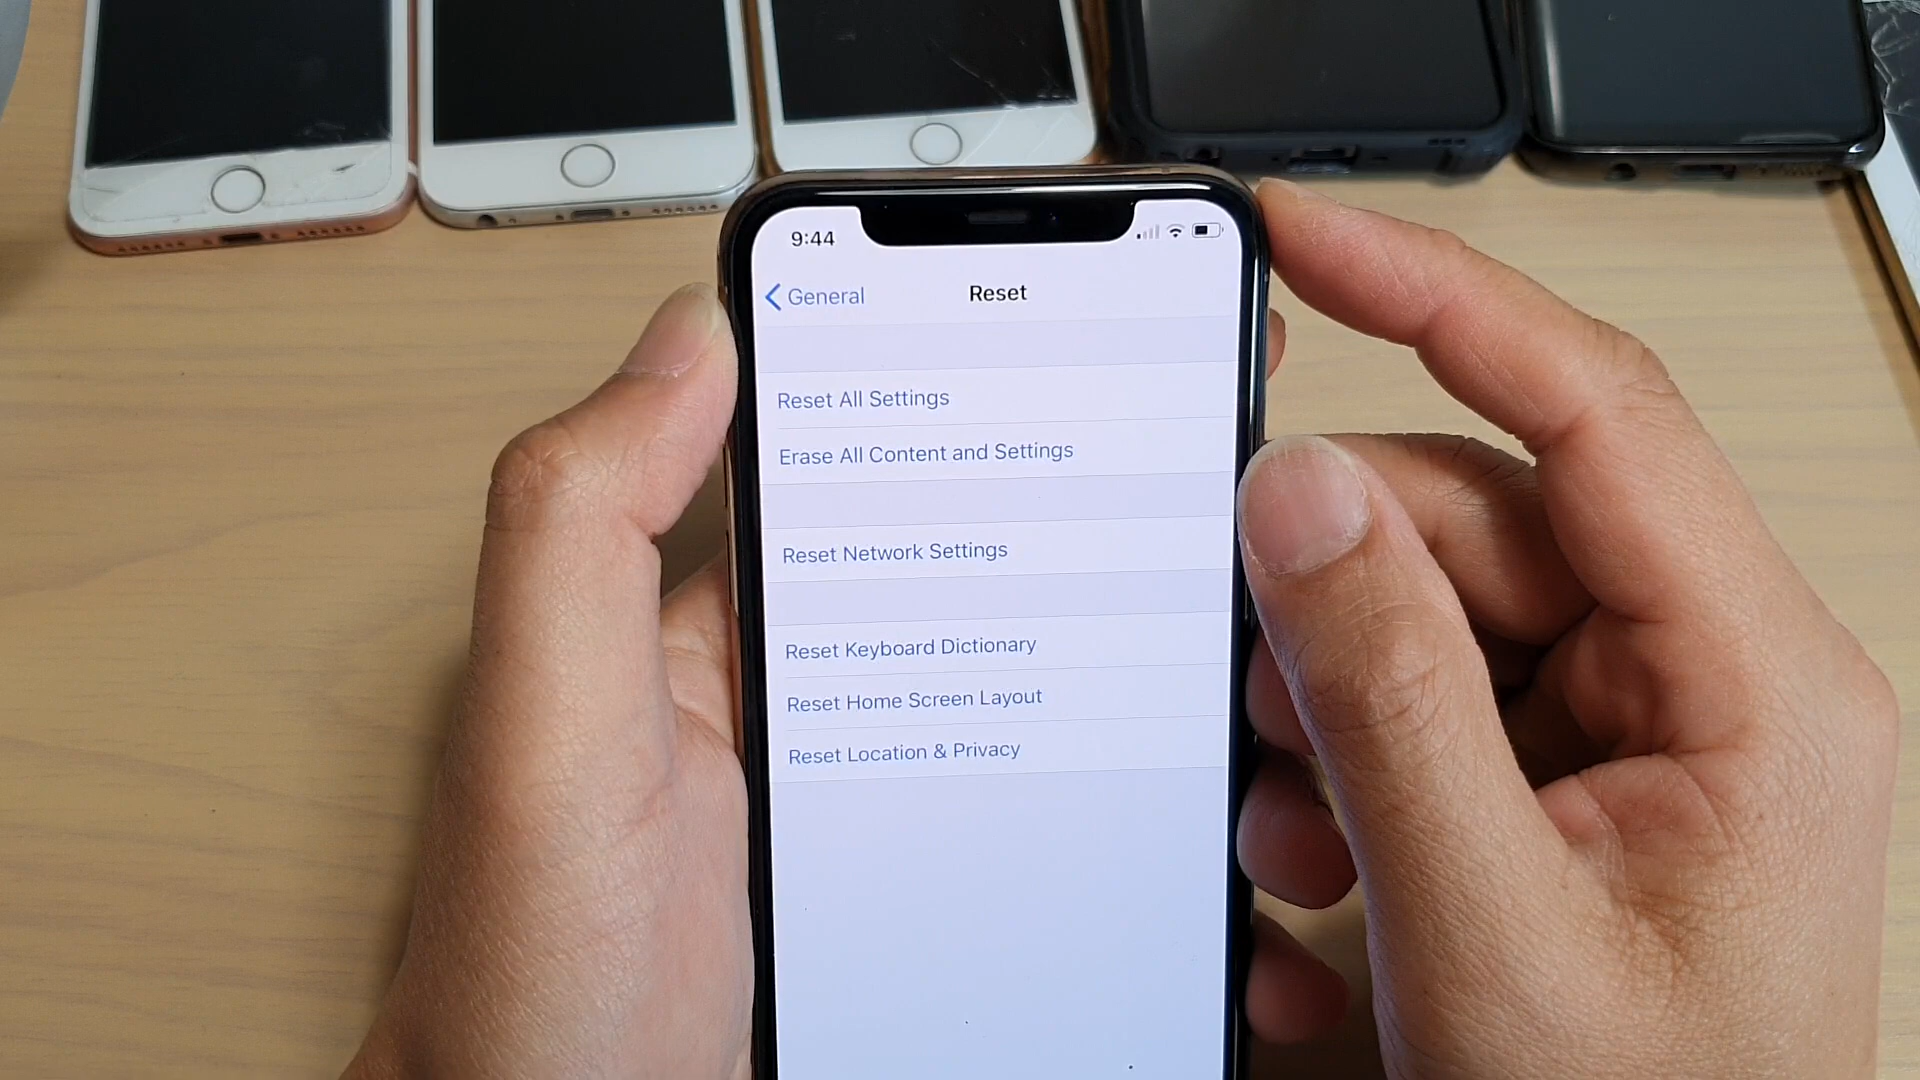 9:44
General
Reset
Reset All Settings
Erase All Content and Settings
Reset Network Settings
Reset Keyboard Dictionary
Reset Home Screen Layout
Reset Location & Privacy